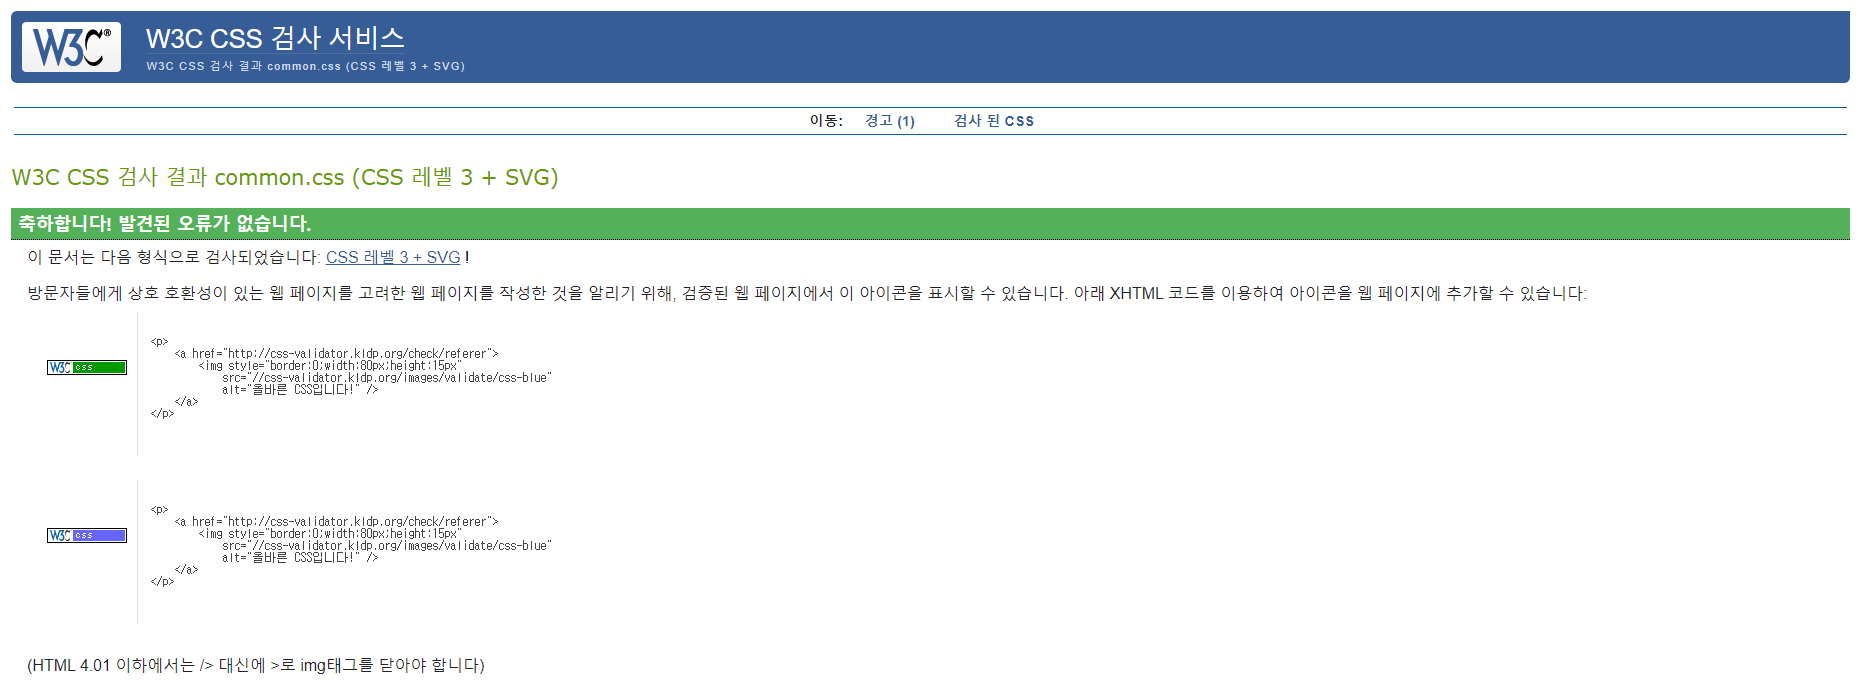 W3C®
W3C CSS 검사 서비스
W3C CSS 검사 결과 common.css (CSS 레벨 3 + SVG)
이동: 경고 (1) 검사 된 CSS
W3C CSS 검사 결과 common.css (CSS 레벨 3 + SVG)
축하합니다! 발견된 오류가 없습니다.
이 문서는 다음 형식으로 검사되었습니다: CSS 레벨 3 + SVG !
방문자들에게 상호 호환성이 있는 웹 페이지를 고려한 웹 페이지를 작성한 것을 알리기 위해, 검증된 웹 페이지에서 이 아이콘을 표시할 수 있습니다. 아래 XHTML 코드를 이용하여 아이콘을 웹 페이지에 추가할 수 있습니다:
W3C css
<p>
<a href="http://css-validator.kldp.org/check/referer">
<img style="border:0;width:80px;height:15px"
src="//css-validator.kldp.org/images/validate/css-blue"
alt="올바른 CSS입니다!" />
</a>
</p>
W3C css
<p>
<a href="http://css-validator.kldp.org/check/referer">
<img style="border:0;width:80px;height:15px"
src="//css-validator.kldp.org/images/validate/css-blue"
alt="올바른 CSS입니다!" />
</a>
</p>
(HTML 4.01 이하에서는 /> 대신에 >로 img태그를 닫아야 합니다)